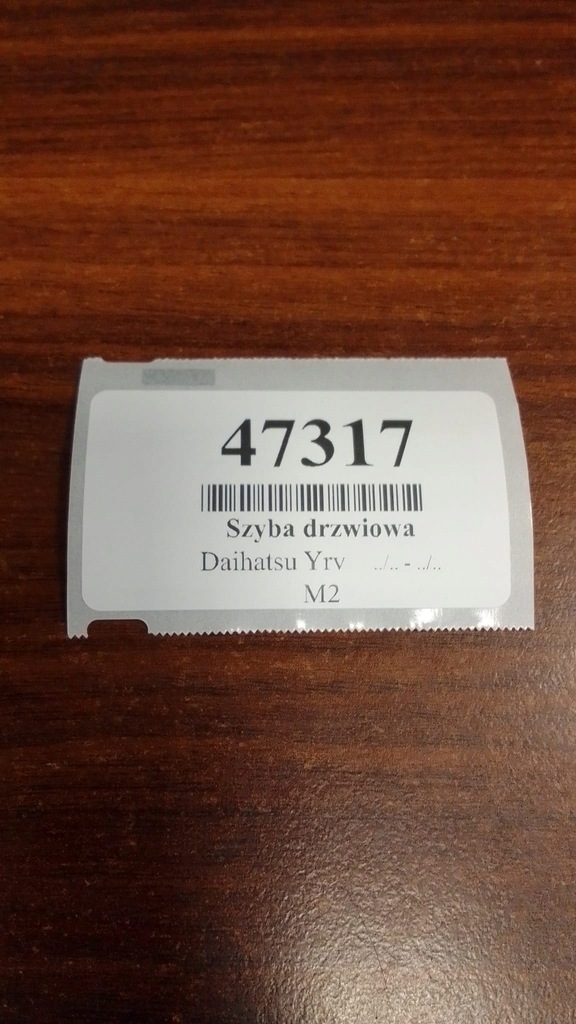 47317
Szyba drzwiowa
Daihatsu Yrv ../.. - ../..
M2